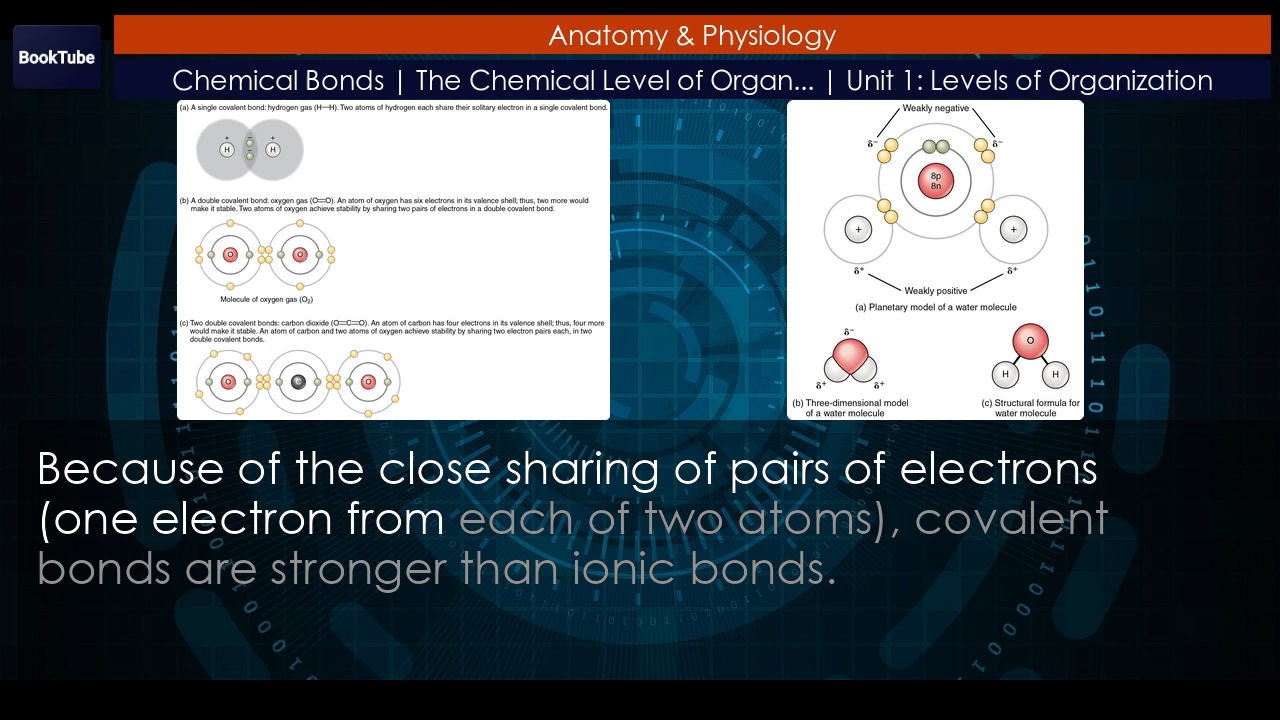 BookTube
Anatomy & Physiology
Chemical Bonds | The Chemical Level of Organ... | Unit 1: Levels of Organization
(a) A single covalent bond: hydrogen gas (H—H). Two atoms of hydrogen each share their solitary electron in a single covalent bond.
+ − +
H − H
(b) A double covalent bond: oxygen gas (O=O). An atom of oxygen has six electrons in its valence shell; thus, two more would
make it stable. Two atoms of oxygen achieve stability by sharing two pairs of electrons in a double covalent bond.
O O
Molecule of oxygen gas (O₂)
(c) Two double covalent bonds: carbon dioxide (O=C=O). An atom of carbon has four electrons in its valence shell; thus, four more
would make it stable. An atom of carbon and two atoms of oxygen achieve stability by sharing two electron pairs each, in two
double covalent bonds.
O C O
Weakly negative
δ− δ−
8p
8n
+ +
δ+ δ+
Weakly positive
(a) Planetary model of a water molecule
δ−
δ+ δ+
(b) Three-dimensional model
of a water molecule
O
H H
(c) Structural formula for
water molecule
Because of the close sharing of pairs of electrons
(one electron from each of two atoms), covalent
bonds are stronger than ionic bonds.